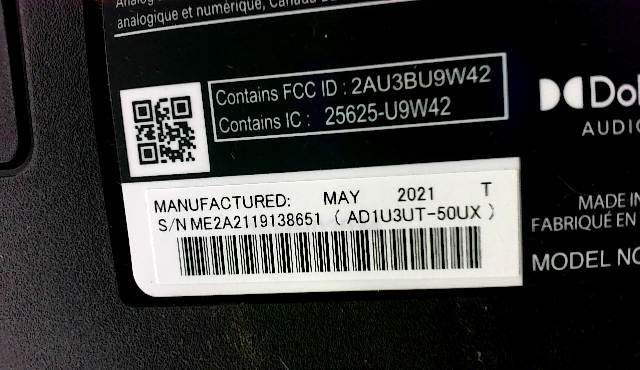 Analog
analogique et numérique, Canada
Contains FCC ID : 2AU3BU9W42
Contains IC : 25625-U9W42
MANUFACTURED: MAY 2021 T
S/N ME2A2119138651 ( AD1U3UT-50UX )
AUDIO
MADE IN
FABRIQUÉ EN
MODEL NO